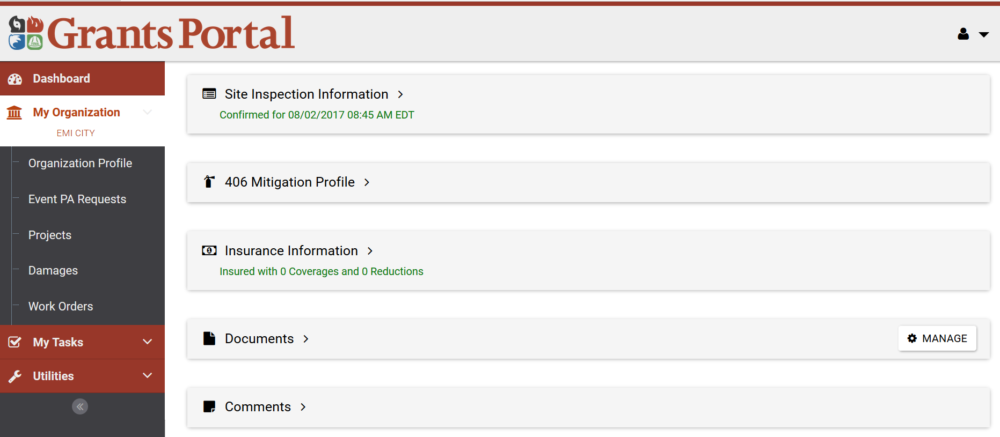 Grants Portal
FEMA
Dashboard
My Organization
EMI CITY
Organization Profile
Event PA Requests
Projects
Damages
Work Orders
My Tasks
Utilities
Site Inspection Information
Confirmed for 08/02/2017 08:45 AM EDT
406 Mitigation Profile
Insurance Information
Insured with 0 Coverages and 0 Reductions
Documents
MANAGE
Comments